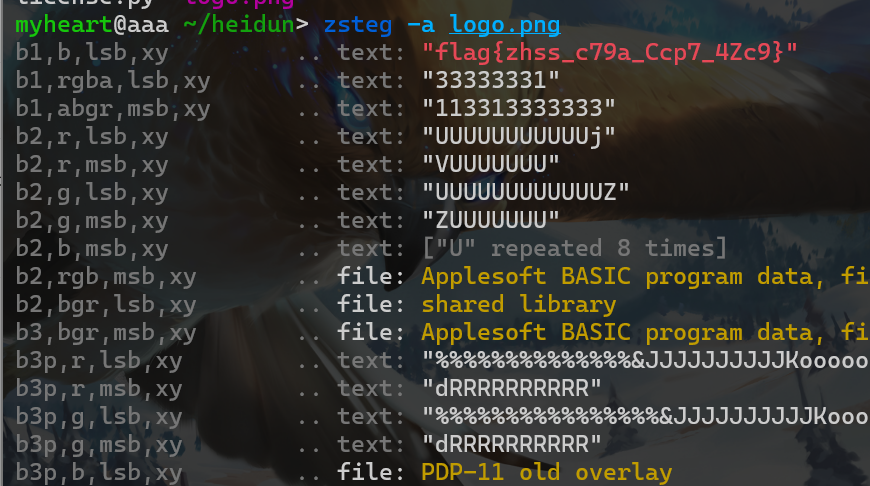 license.py logo.png
myheart@aaa ~/heidun> zsteg -a logo.png
b1,b,lsb,xy .. text: "flag{zhss_c79a_Ccp7_4Zc9}"
b1,rgba,lsb,xy .. text: "33333331"
b1,abgr,msb,xy .. text: "113313333333"
b2,r,lsb,xy .. text: "UUUUUUUUUUUj"
b2,r,msb,xy .. text: "VUUUUUUU"
b2,g,lsb,xy .. text: "UUUUUUUUUUUUZ"
b2,g,msb,xy .. text: "ZUUUUUUU"
b2,b,msb,xy .. text: ["U" repeated 8 times]
b2,rgb,msb,xy .. file: Applesoft BASIC program data, fi
b2,bgr,lsb,xy .. file: shared library
b3,bgr,msb,xy .. file: Applesoft BASIC program data, fi
b3p,r,lsb,xy .. text: "%%%%%%%%%%%%%%&JJJJJJJJJJKooooo
b3p,r,msb,xy .. text: "dRRRRRRRRRR"
b3p,g,lsb,xy .. text: "%%%%%%%%%%%%%%%%&JJJJJJJJJJKooo
b3p,g,msb,xy .. text: "dRRRRRRRRRR"
b3p,b,lsb,xy .. file: PDP-11 old overlay